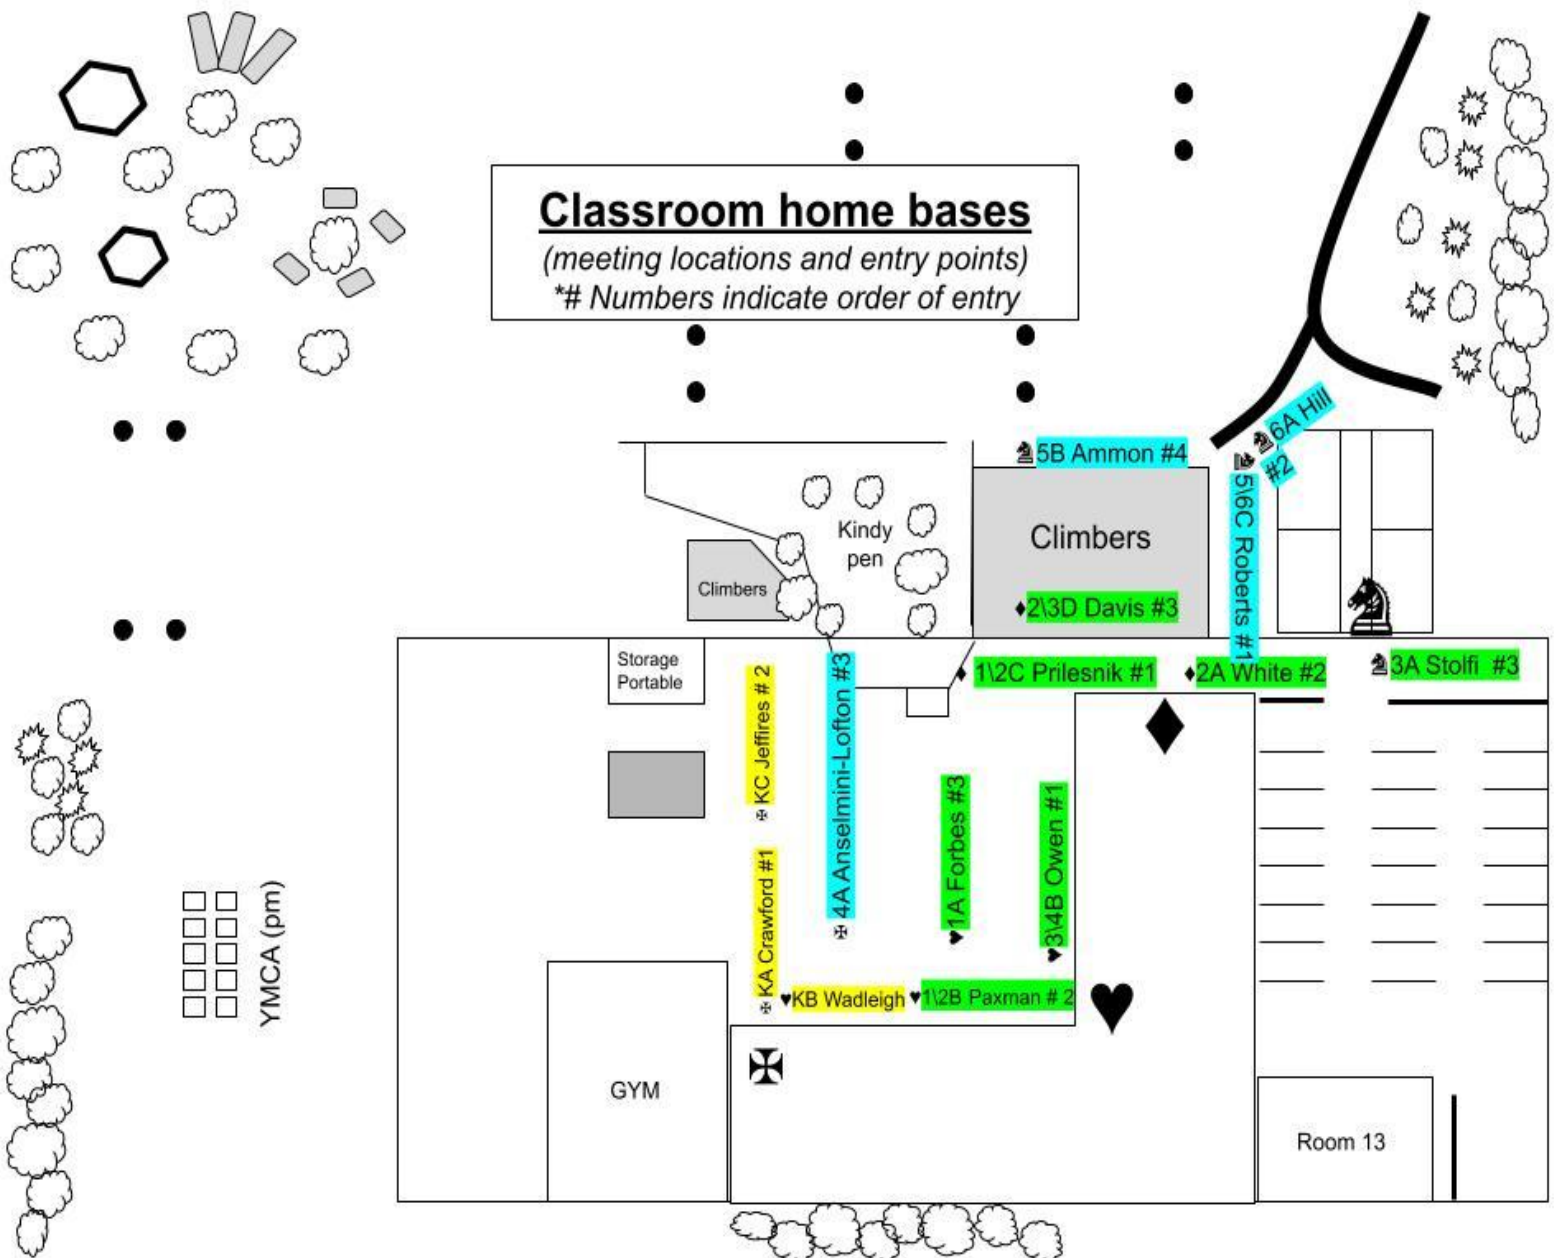 Classroom home bases
(meeting locations and entry points)
*# Numbers indicate order of entry
6A Hill
#2
5B Ammon #4
5\6C Roberts #1
Kindy
pen
Climbers
Climbers
2\3D Davis #3
Storage
Portable
KC Jeffires # 2
4A Anselmini-Lofton #3
1\2C Prilesnik #1
2A White #2
3A Stolfi #3
1A Forbes #3
3\4B Owen #1
KA Crawford #1
YMCA (pm)
KB Wadleigh
1\2B Paxman # 2
GYM
Room 13